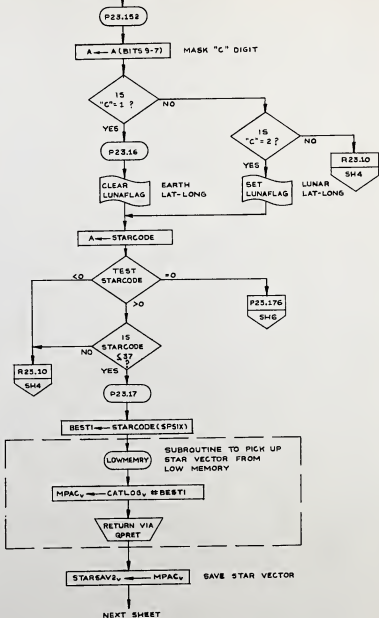 P23.152
A ← A (BITS 9-7)
MASK "C" DIGIT
IS
"C"= 1 ?
NO
YES
IS
"C"= 2 ?
NO
P23.16
YES
R23.10
SH4
CLEAR
LUNAFLAG
EARTH
LAT-LONG
SET
LUNAFLAG
LUNAR
LAT-LONG
A ← STARCODE
TEST
STARCODE
<0
=0
>0
P23.176
SH6
IS
STARCODE
≤37
?
NO
YES
R23.10
SH4
P23.17
BEST1 ← STARCODE (SPSIX)
LOWMEMRY
SUBROUTINE TO PICK UP
STAR VECTOR FROM
LOW MEMORY
MPACv ← CATLOGv *BEST1
RETURN VIA
QPRET
STARSAV2v ← MPACv
SAVE STAR VECTOR
NEXT SHEET